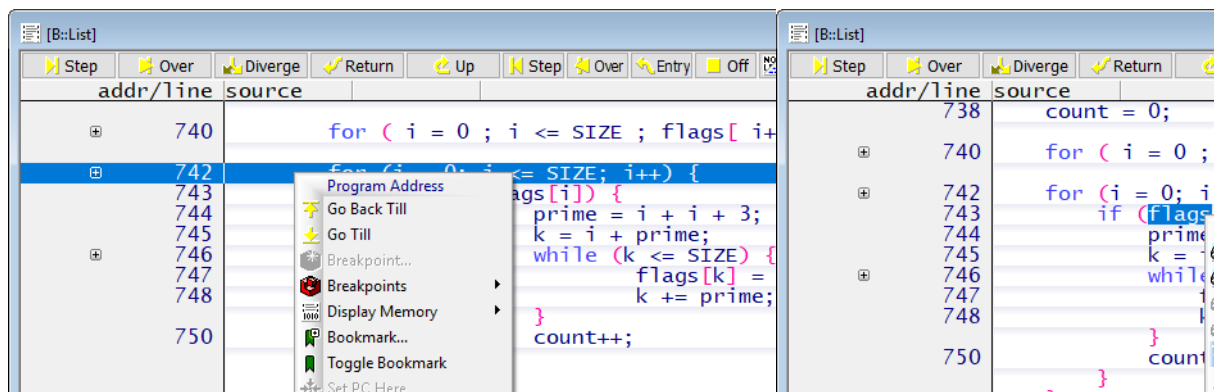 [B::List]
Step Over Diverge Return Up Step Over Entry Off
addr/line source
740 for ( i = 0 ; i <= SIZE ; flags[ i+
742 for (i = 0; i <= SIZE; i++) {
743 ags[i]) {
744 prime = i + i + 3;
745 k = i + prime;
746 while (k <= SIZE) {
747 flags[k] =
748 k += prime;
}
750 count++;
Program Address
Go Back Till
Go Till
Breakpoint...
Breakpoints
Display Memory
Bookmark...
Toggle Bookmark
Set PC Here
[B::List]
Step Over Diverge Return
addr/line source
738 count = 0;
740 for ( i = 0 ;
742 for (i = 0; i
743 if (flags
744 prime
745 k =
746 while
747
748
}
750 count
}